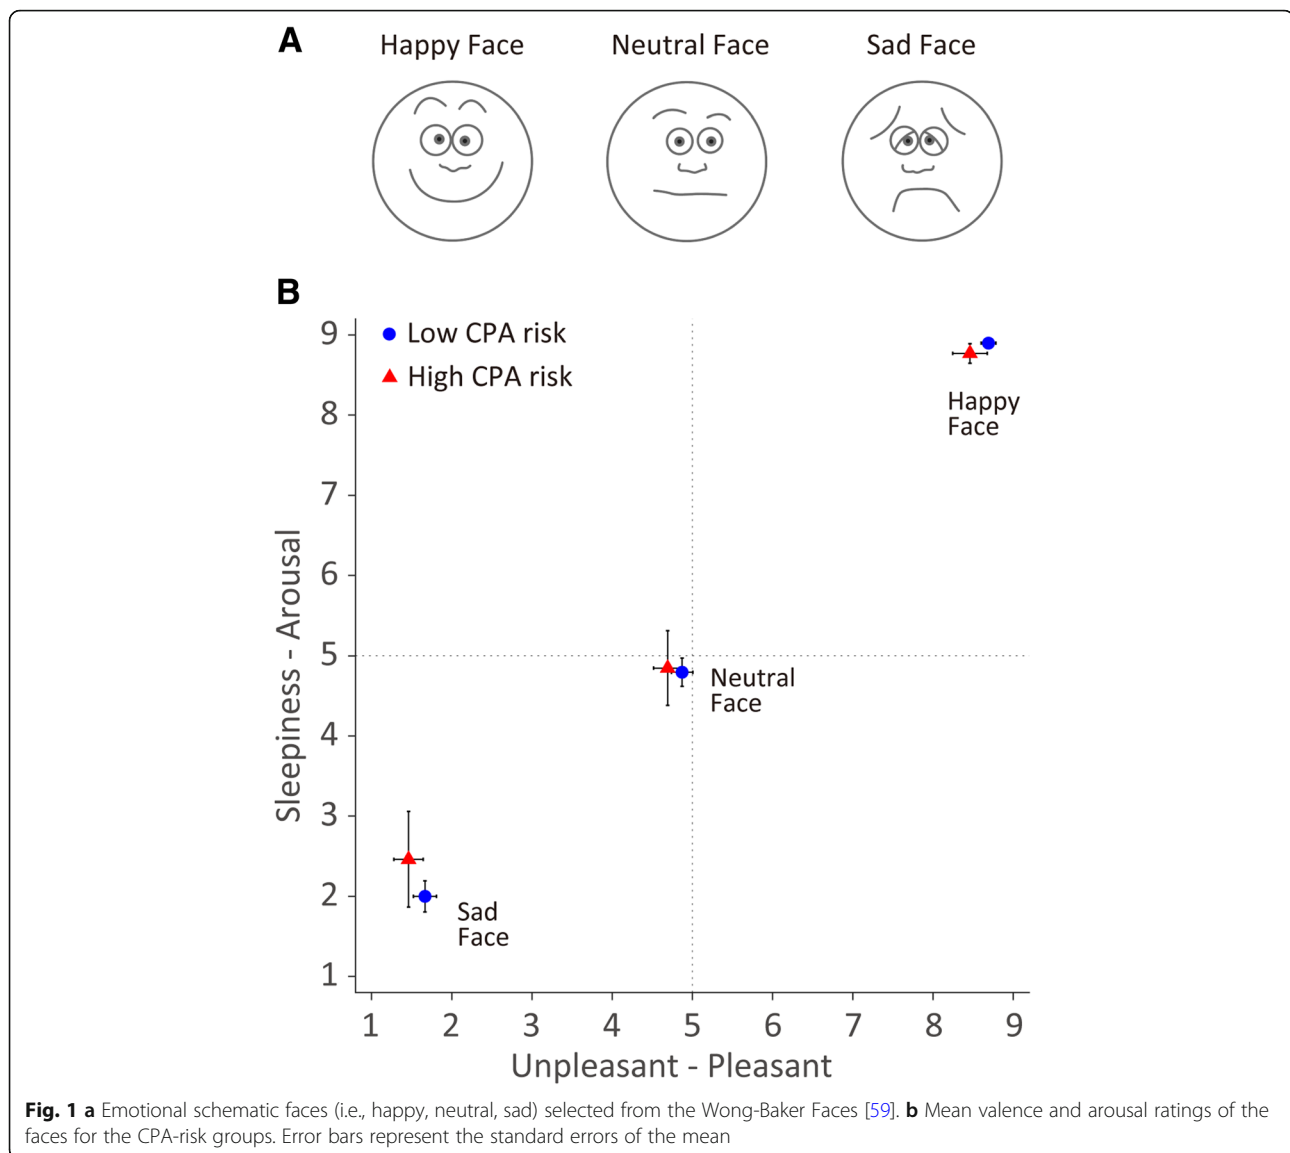 A
Happy Face
Neutral Face
Sad Face
B
9
8
7
6
5
4
3
2
1
Sleepiness - Arousal
Low CPA risk
High CPA risk
Happy
Face
Neutral
Face
Sad
Face
1 2 3 4 5 6 7 8 9
Unpleasant - Pleasant
Fig. 1 a Emotional schematic faces (i.e., happy, neutral, sad) selected from the Wong-Baker Faces [59]. b Mean valence and arousal ratings of the
faces for the CPA-risk groups. Error bars represent the standard errors of the mean